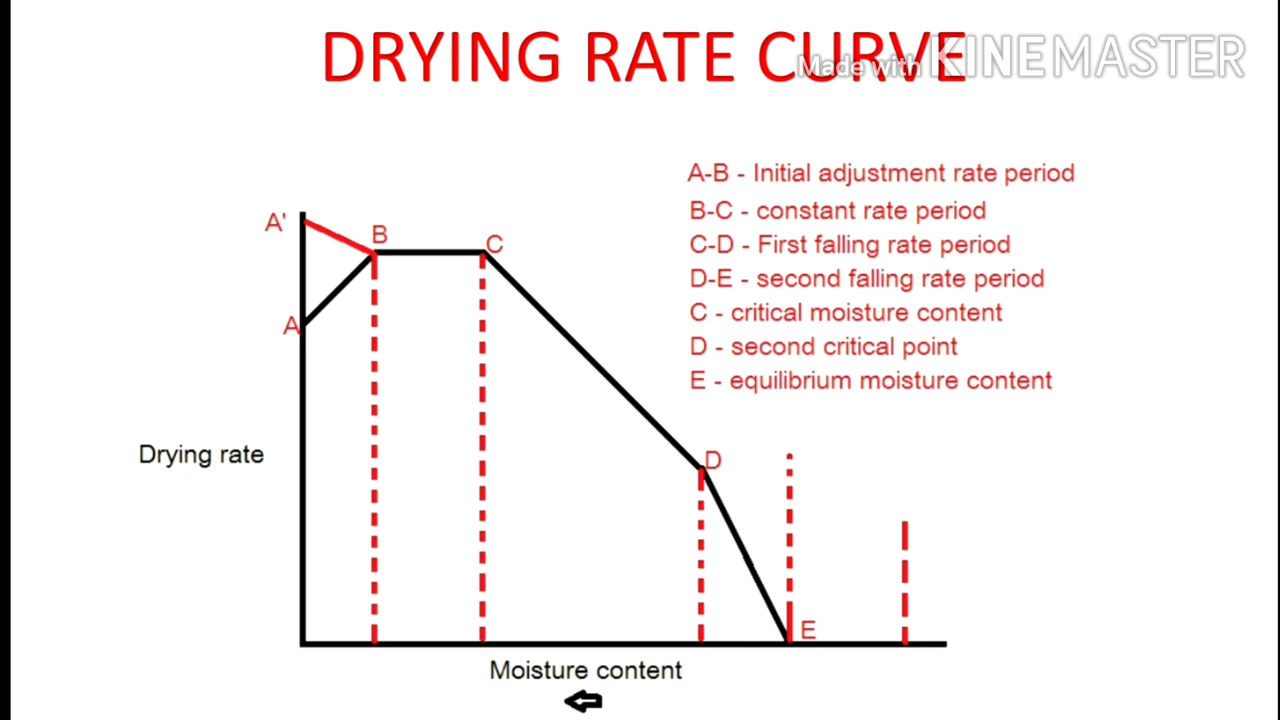 DRYING RATE CURVE
Made with KINEMASTER
A-B - Initial adjustment rate period
B-C - constant rate period
C-D - First falling rate period
D-E - second falling rate period
C - critical moisture content
D - second critical point
E - equilibrium moisture content
A'
B
C
A
Drying rate
D
E
Moisture content